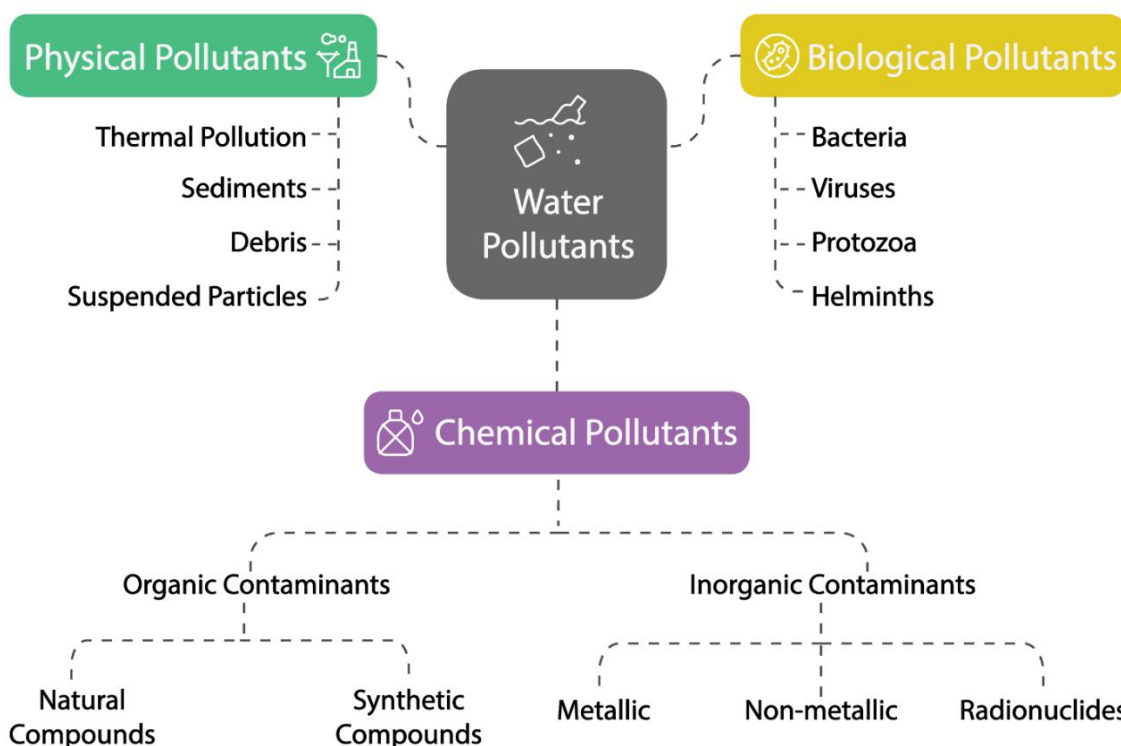 Physical Pollutants
Thermal Pollution
Sediments
Debris
Suspended Particles
Water
Pollutants
Biological Pollutants
Bacteria
Viruses
Protozoa
Helminths
Chemical Pollutants
Organic Contaminants
Inorganic Contaminants
Natural
Compounds
Synthetic
Compounds
Metallic
Non-metallic
Radionuclides